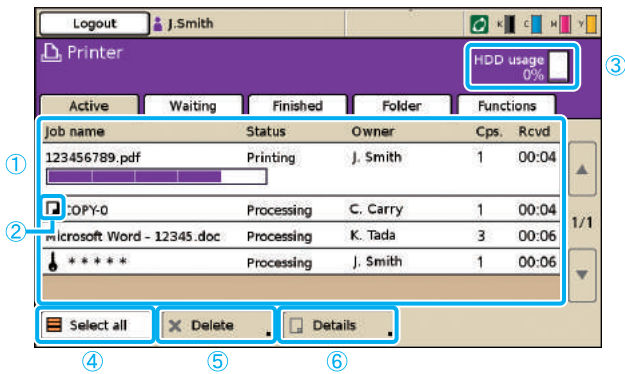 Logout J.Smith K C M Y
Printer
HDD usage
0%
③
Active Waiting Finished Folder Functions
Job name Status Owner Cps. Rcvd
①
123456789.pdf Printing J. Smith 1 00:04
② COPY-0 Processing C. Carry 1 00:04
Microsoft Word - 12345.doc Processing K. Tada 3 00:06
1/1
***** Processing J. Smith 1 00:06
Select all Delete Details
④ ⑤ ⑥